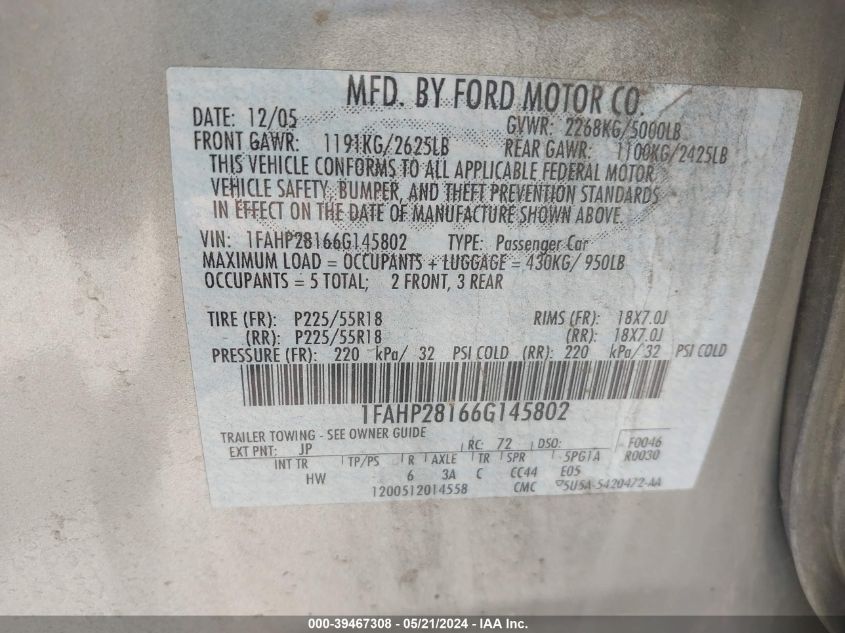 MFD. BY FORD MOTOR CO.
DATE: 12/05 GVWR: 2268KG/5000LB
FRONT GAWR: 1191KG/2625LB REAR GAWR: 1100KG/2425LB
THIS VEHICLE CONFORMS TO ALL APPLICABLE FEDERAL MOTOR
VEHICLE SAFETY, BUMPER, AND THEFT PREVENTION STANDARDS
IN EFFECT ON THE DATE OF MANUFACTURE SHOWN ABOVE.
VIN: 1FAHP28166G145802 TYPE: Passenger Car
MAXIMUM LOAD = OCCUPANTS + LUGGAGE = 430KG/ 950LB
OCCUPANTS = 5 TOTAL; 2 FRONT, 3 REAR
TIRE (FR): P225/55R18 RIMS (FR): 18X7.0J
(RR): P225/55R18 (RR): 18X7.0J
PRESSURE (FR): 220 kPa/ 32 PSI COLD (RR): 220 kPa/ 32 PSI COLD
1FAHP28166G145802
TRAILER TOWING - SEE OWNER GUIDE
EXT PNT: JP RC: 72 DSO: F0046
INT TR TP/PS R AXLE TR SPR 5PG1A R0030
HW 6 3A C CC44 E05
1200512014558 CMC 5U5A-5420472-AA
000-39467308 - 05/21/2024 - IAA Inc.